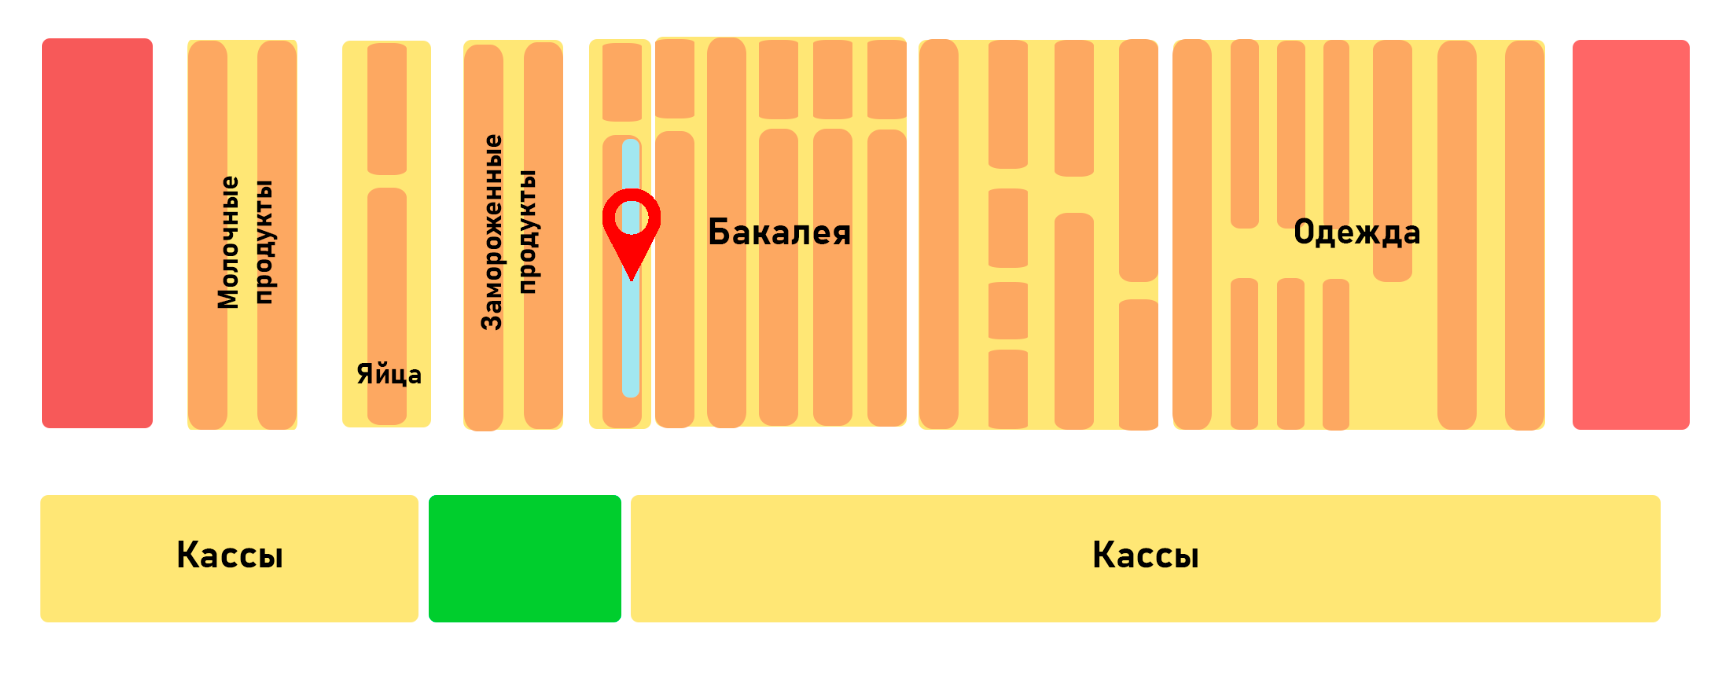 Молочные
продукты
Яйца
Замороженные
продукты
Бакалея
Одежда
Кассы
Кассы